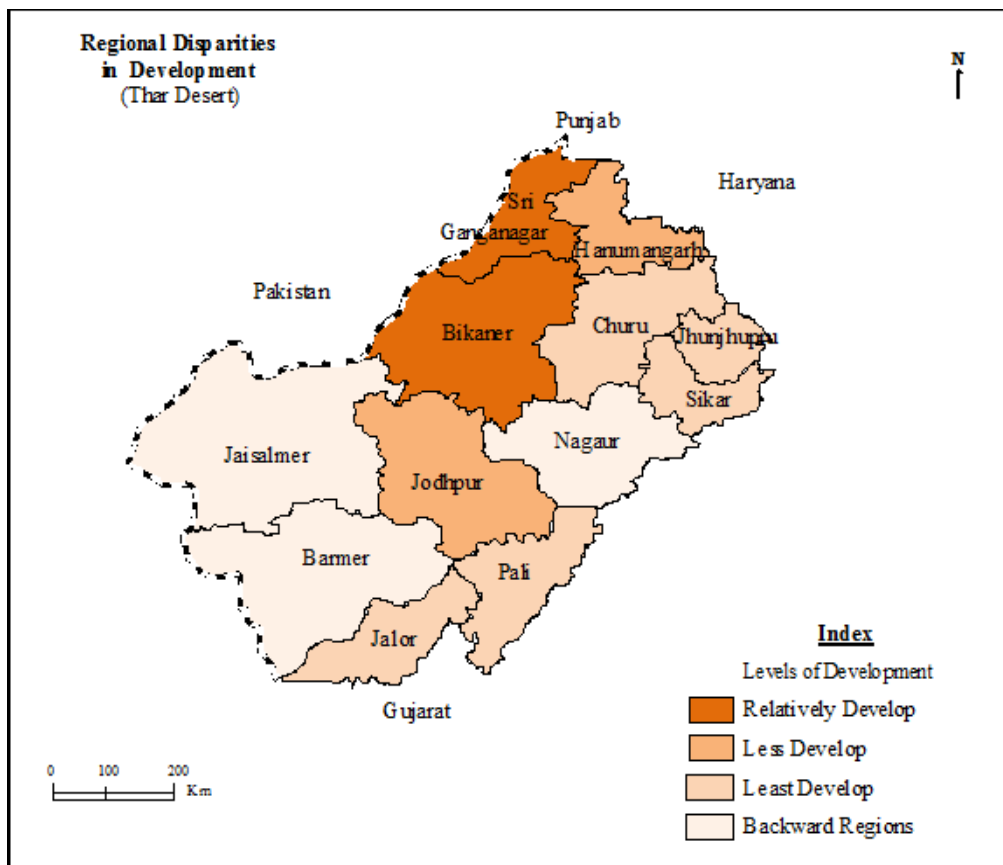 Regional Disparities
in Development
(Thar Desert)
N
Punjab
Haryana
Sri
Ganganagar
Hanumangarh
Pakistan
Bikaner
Churu
Jhunjhunu
Sikar
Nagaur
Jaisalmer
Jodhpur
Barmer
Pali
Jalor
Gujarat
Index
Levels of Development
Relatively Develop
Less Develop
Least Develop
Backward Regions
0 100 200
Km